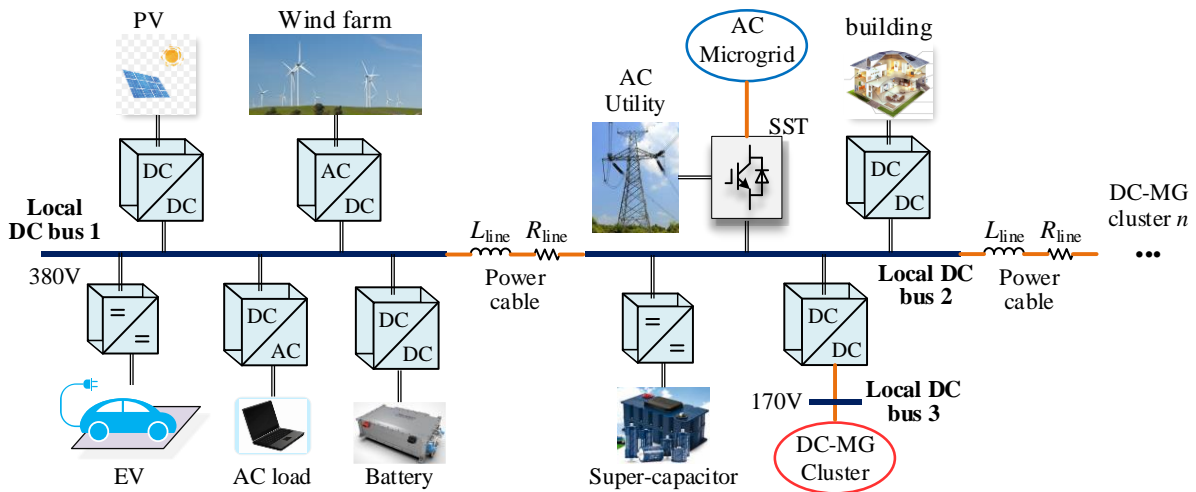 PV
Wind farm
AC
Microgrid
building
AC
Utility
SST
DC
DC
AC
DC
DC
DC
Local
DC bus 1
380V
Lline
Rline
Power
cable
Local DC
bus 2
Lline
Rline
Power
cable
DC-MG
cluster n
...
=
=
DC
AC
DC
DC
=
=
DC
DC
170V
Local DC
bus 3
EV
AC load
Battery
Super-capacitor
DC-MG
Cluster